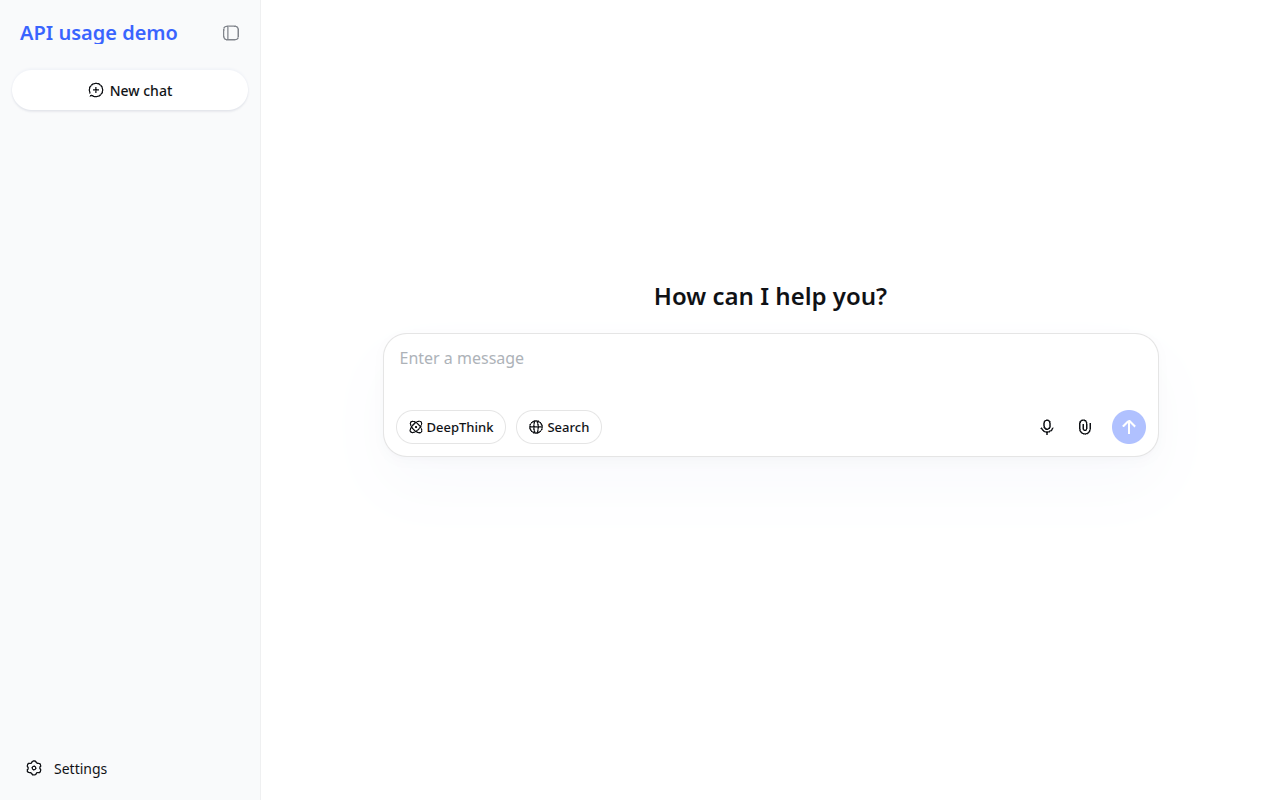 API usage demo
New chat
How can I help you?
Enter a message
DeepThink
Search
Settings